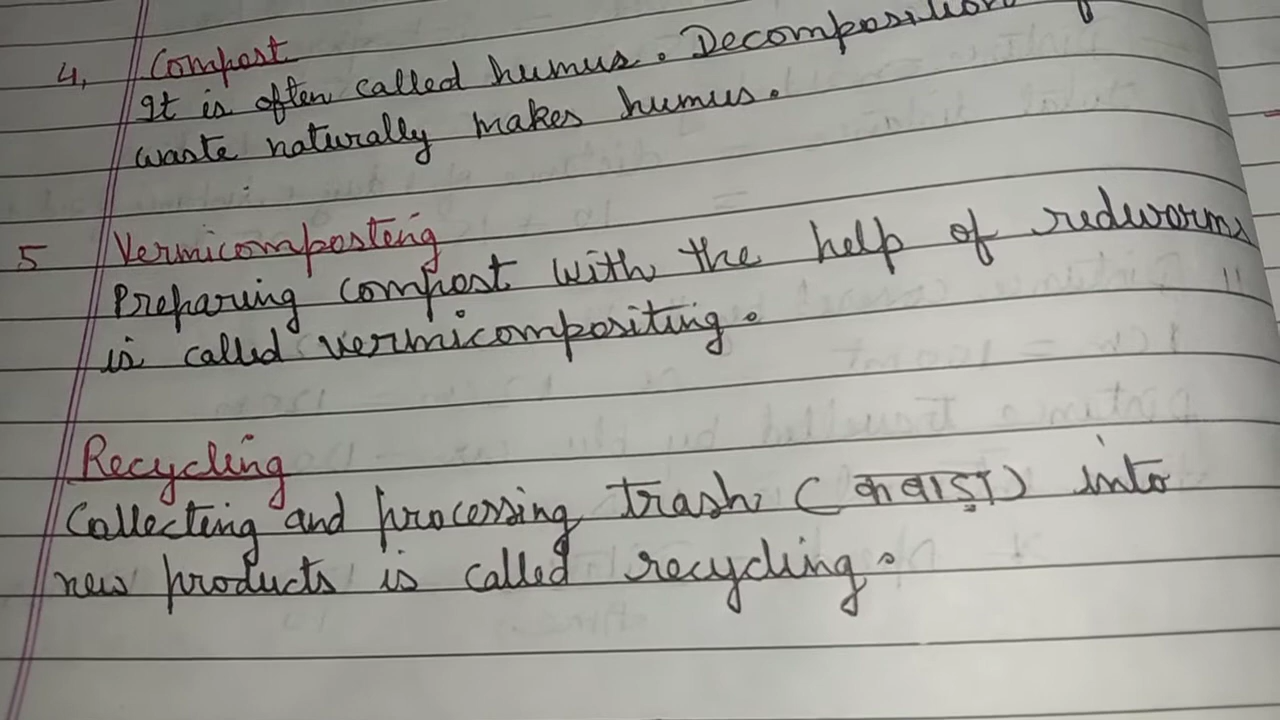 4, Compost
It is often called humus. Decomposition of
waste naturally makes humus.
5 Vermicomposting
Preparing compost with the help of redworms
is called vermicompositing.
Recycling
Collecting and processing trash (कबाड़ा) into
new products is called recycling.